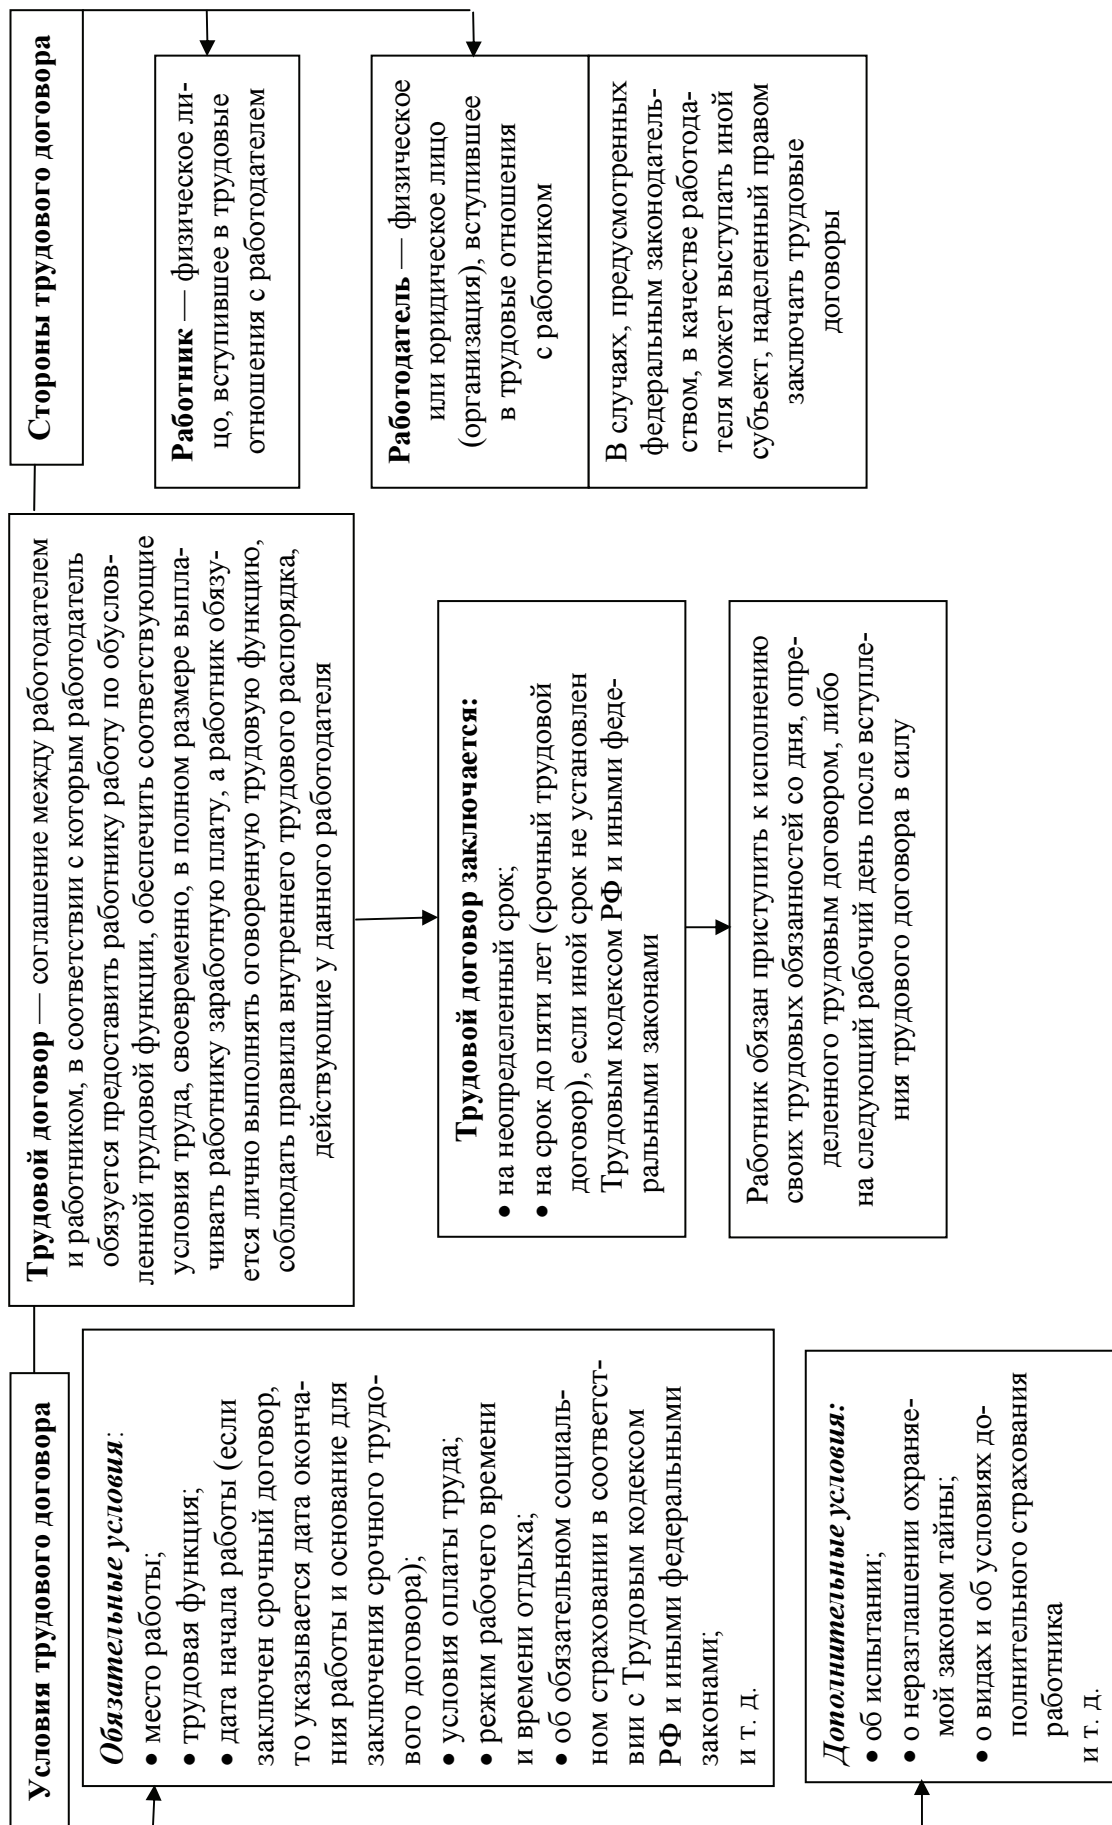 Условия трудового договора
Обязательные условия:
• место работы;
• трудовая функция;
• дата начала работы (если
заключен срочный договор,
то указывается дата оконча-
ния работы и основание для
заключения срочного трудо-
вого договора);
• условия оплаты труда;
• режим рабочего времени
и времени отдыха;
• об обязательном социаль-
ном страховании в соответст-
вии с Трудовым кодексом
РФ и иными федеральными
законами;
и т. д.
Дополнительные условия:
• об испытании;
• о неразглашении охраняе-
мой законом тайны;
• о видах и об условиях до-
полнительного страхования
работника
и т. д.
Трудовой договор — соглашение между работодателем
и работником, в соответствии с которым работодатель
обязуется предоставить работнику работу по обуслов-
ленной трудовой функции, обеспечить соответствующие
условия труда, своевременно, в полном размере выпла-
чивать работнику заработную плату, а работник обязу-
ется лично выполнять оговоренную трудовую функцию,
соблюдать правила внутреннего трудового распорядка,
действующие у данного работодателя
Трудовой договор заключается:
• на неопределенный срок;
• на срок до пяти лет (срочный трудовой
договор), если иной срок не установлен
Трудовым кодексом РФ и иными феде-
ральными законами
Работник обязан приступить к исполнению
своих трудовых обязанностей со дня, опре-
деленного трудовым договором, либо
на следующий рабочий день после вступле-
ния трудового договора в силу
Стороны трудового договора
Работник — физическое ли-
цо, вступившее в трудовые
отношения с работодателем
Работодатель — физическое
или юридическое лицо
(организация), вступившее
в трудовые отношения
с работником
В случаях, предусмотренных
федеральным законодатель-
ством, в качестве работода-
теля может выступать иной
субъект, наделенный правом
заключать трудовые
договоры